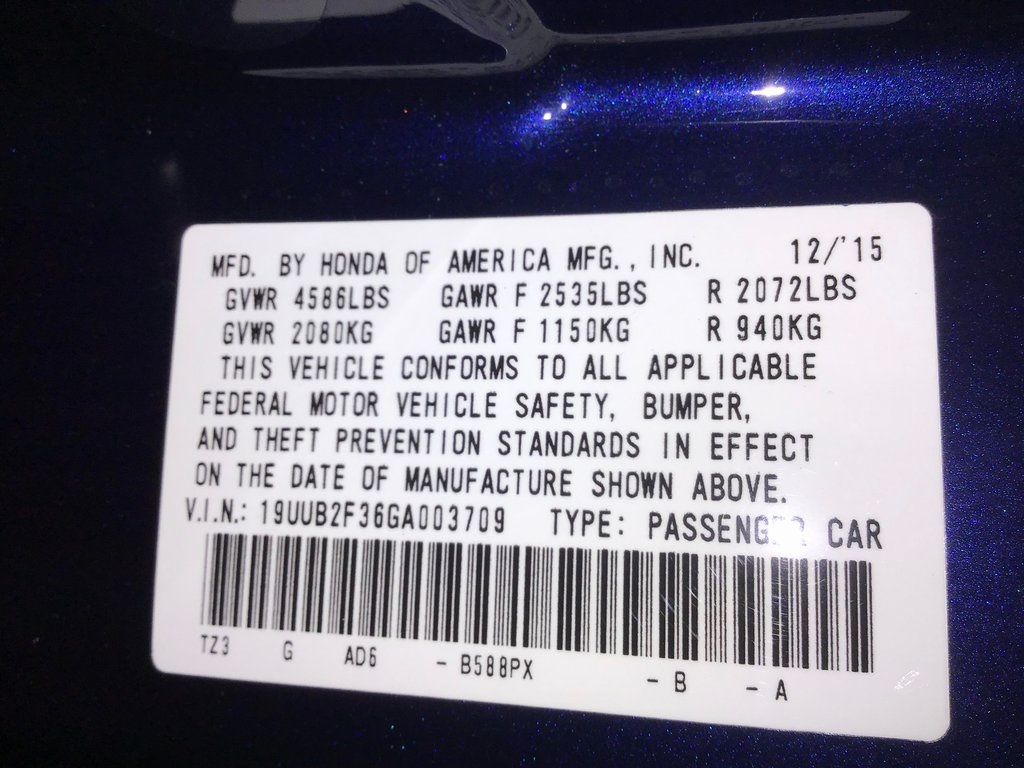 MFD. BY HONDA OF AMERICA MFG., INC. 12/'15
GVWR 4586LBS GAWR F 2535LBS R 2072LBS
GVWR 2080KG GAWR F 1150KG R 940KG
THIS VEHICLE CONFORMS TO ALL APPLICABLE
FEDERAL MOTOR VEHICLE SAFETY, BUMPER,
AND THEFT PREVENTION STANDARDS IN EFFECT
ON THE DATE OF MANUFACTURE SHOWN ABOVE.
V.I.N.: 19UUB2F36GA003709 TYPE: PASSENGER CAR
TZ3 G AD6 - B588PX - B - A